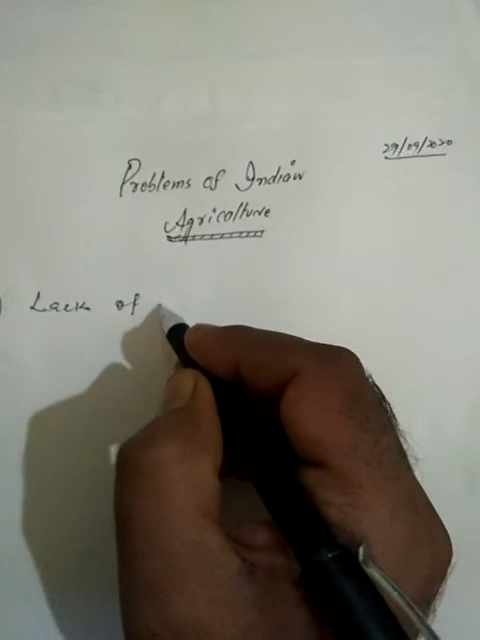 29/09/2020
Problems of Indian
Agriculture
) Lack of